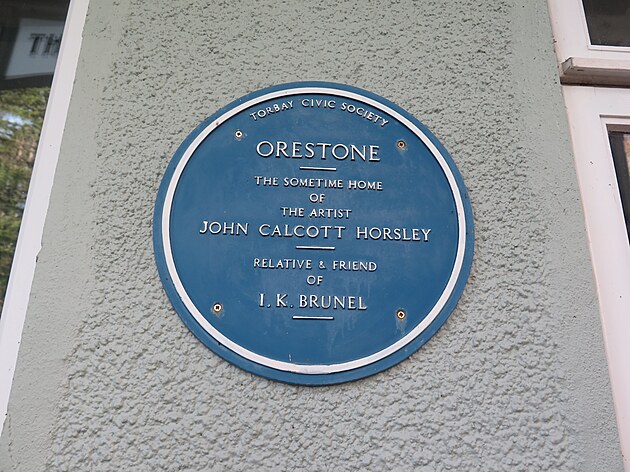 TORBAY CIVIC SOCIETY
ORESTONE
THE SOMETIME HOME
OF
THE ARTIST
JOHN CALCOTT HORSLEY
RELATIVE & FRIEND
OF
I. K. BRUNEL